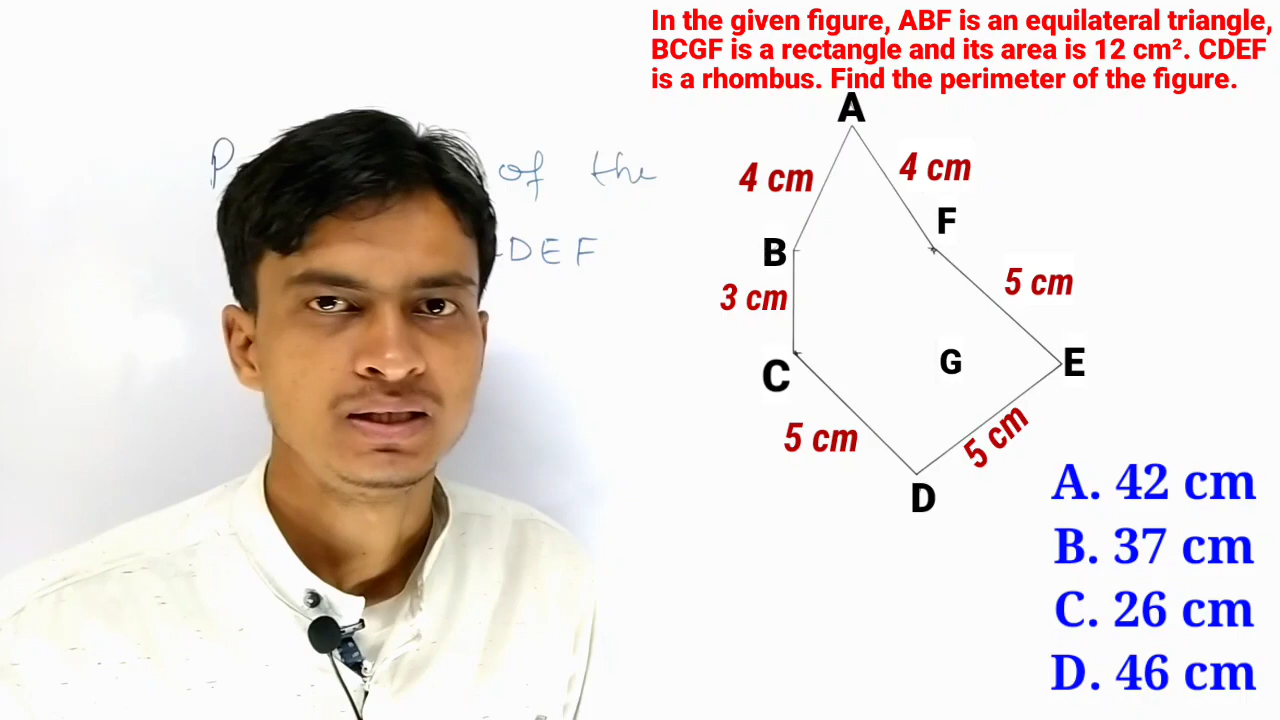 In the given figure, ABF is an equilateral triangle,
BCGF is a rectangle and its area is 12 cm². CDEF
is a rhombus. Find the perimeter of the figure.
A
4 cm
4 cm
F
B
3 cm
5 cm
C
G
E
5 cm
5 cm
D
A. 42 cm
B. 37 cm
C. 26 cm
D. 46 cm
P
of the
DEF